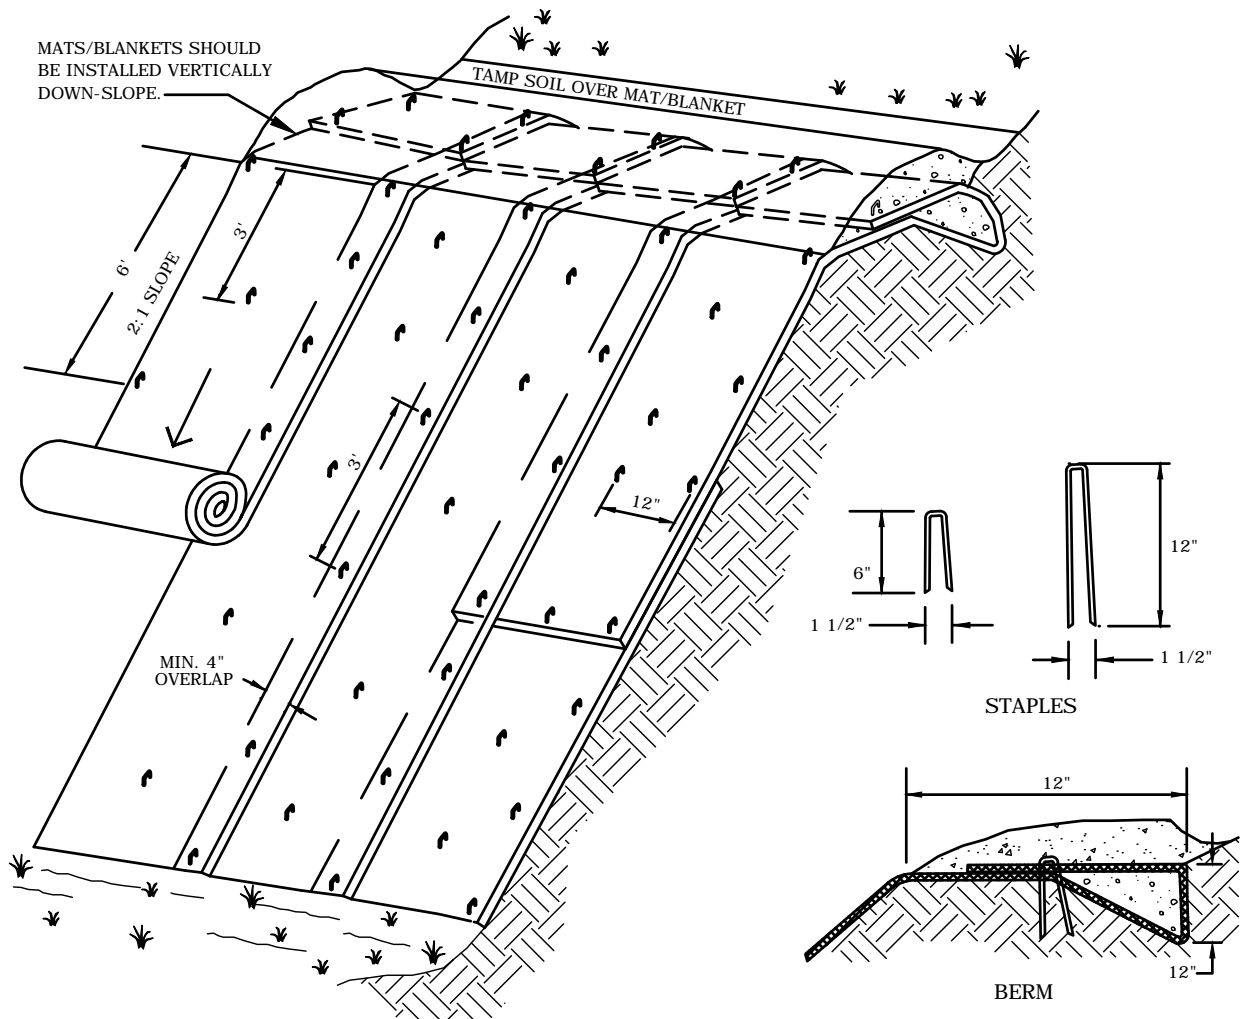 MATS/BLANKETS SHOULD
BE INSTALLED VERTICALLY
DOWN-SLOPE.
TAMP SOIL OVER MAT/BLANKET
6'
3'
2:1 SLOPE
3'
12"
MIN. 4"
OVERLAP
6"
1 1/2"
12"
1 1/2"
STAPLES
12"
12"
BERM